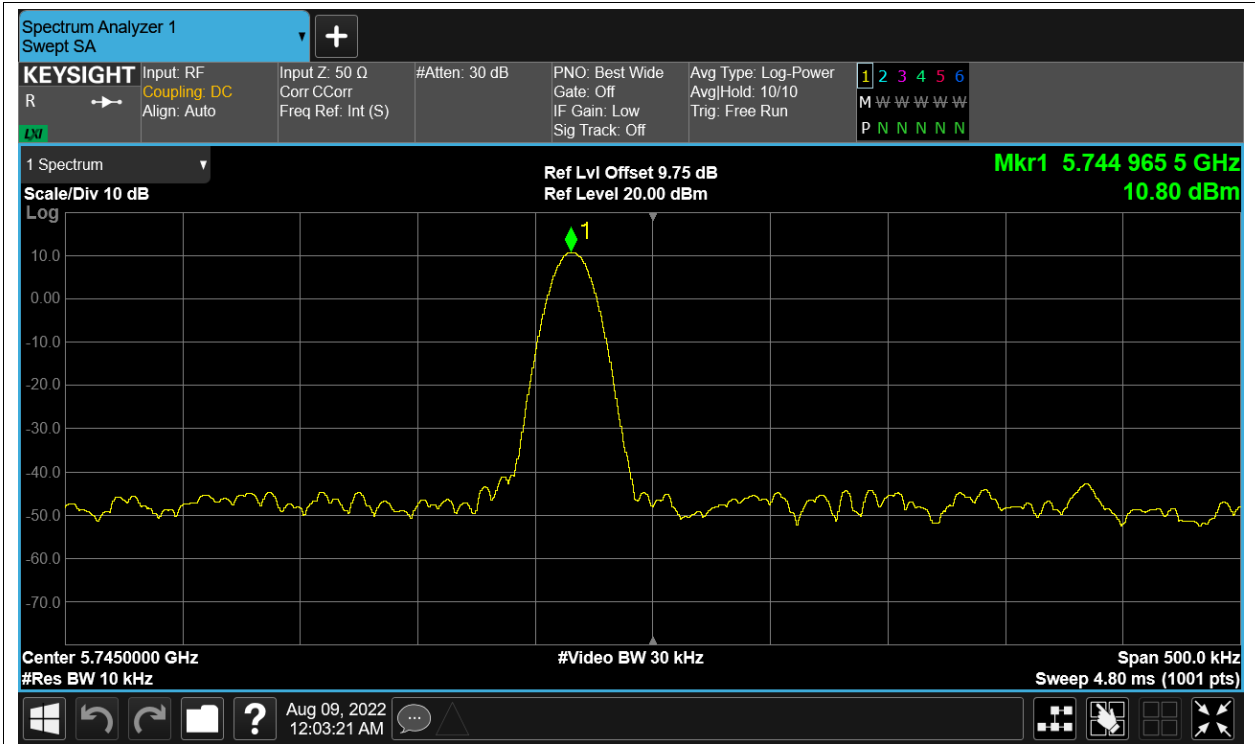 Spectrum Analyzer 1
Swept SA
KEYSIGHT
R
LXI
Input: RF
Coupling: DC
Align: Auto
Input Z: 50 Ω
Corr CCorr
Freq Ref: Int (S)
#Atten: 30 dB
PNO: Best Wide
Gate: Off
IF Gain: Low
Sig Track: Off
Avg Type: Log-Power
Avg|Hold: 10/10
Trig: Free Run
1 2 3 4 5 6
M W W W W W
P N N N N N
1 Spectrum
Scale/Div 10 dB
Ref Lvl Offset 9.75 dB
Ref Level 20.00 dBm
Mkr1 5.744 965 5 GHz
10.80 dBm
Log
1
10.0
0.00
-10.0
-20.0
-30.0
-40.0
-50.0
-60.0
-70.0
Center 5.7450000 GHz
#Res BW 10 kHz
#Video BW 30 kHz
Span 500.0 kHz
Sweep 4.80 ms (1001 pts)
?
Aug 09, 2022
12:03:21 AM